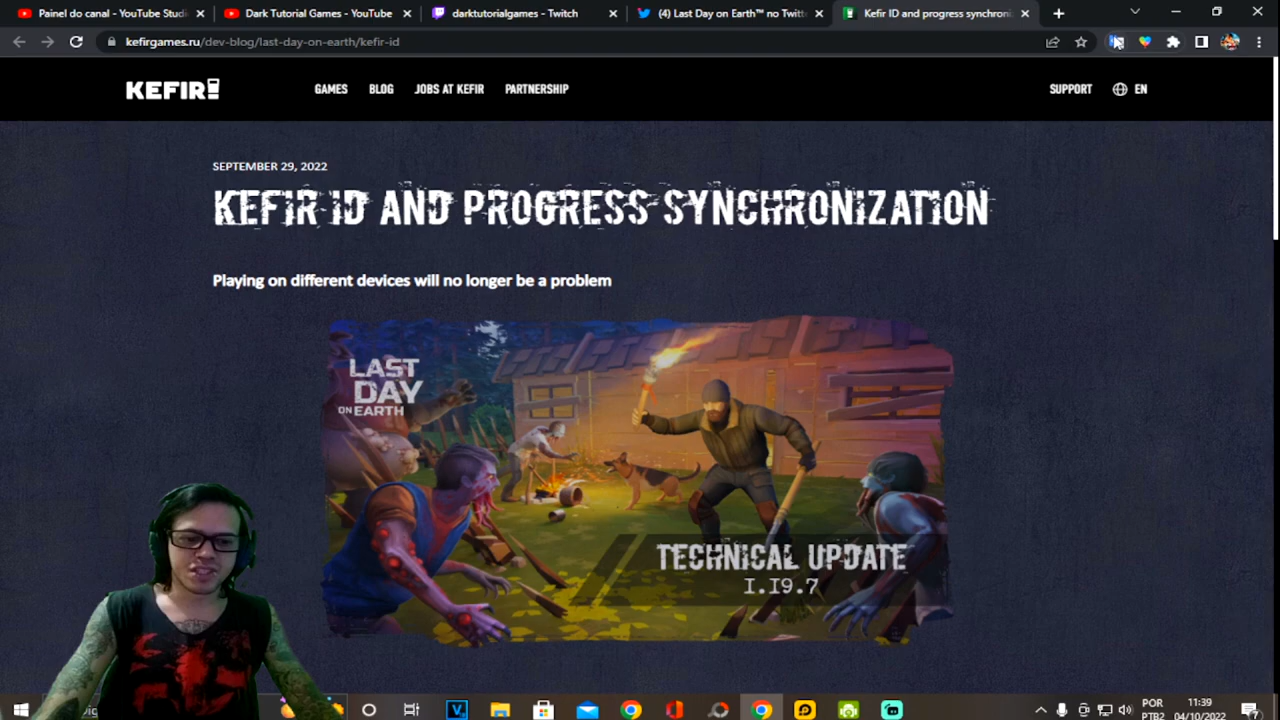 Painel do canal - YouTube Studi
Dark Tutorial Games - YouTube
darktutorialgames - Twitch
(4) Last Day on Earth™ no Twitt
Kefir ID and progress synchroni
kefirgames.ru/dev-blog/last-day-on-earth/kefir-id
KEFIR!
GAMES
BLOG
JOBS AT KEFIR
PARTNERSHIP
SUPPORT
EN
SEPTEMBER 29, 2022
KEFIR ID AND PROGRESS SYNCHRONIZATION
Playing on different devices will no longer be a problem
LAST
DAY
ON EARTH
TECHNICAL UPDATE
1.19.7
POR
PTB2
11:39
04/10/2022
7